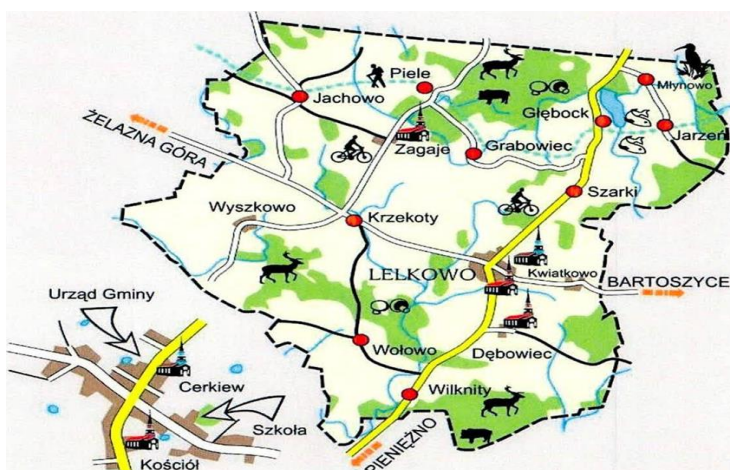 Piele
Młynowo
Jachowo
Głębock
Jarzeń
ŻELAZNA GÓRA
Zagaje
Grabowiec
Szarki
Wyszkowo
Krzekoty
LELKOWO
Kwiatkowo
BARTOSZYCE
Urząd Gminy
Wołowo
Dębowiec
Cerkiew
Wilknity
Szkoła
Kościół
PIENIĘŻNO